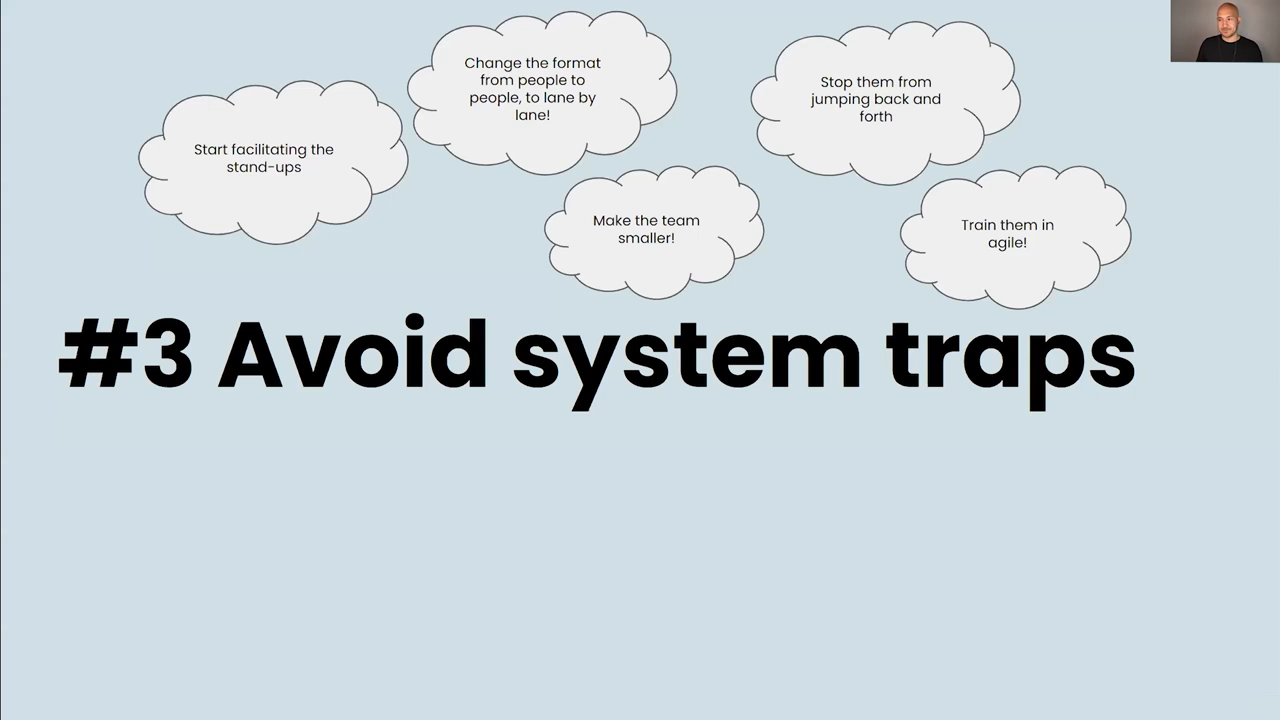 Change the format
from people to
people, to lane by
lane!
Stop them from
jumping back and
forth
Start facilitating the
stand-ups
Make the team
smaller!
Train them in
agile!
#3 Avoid system traps